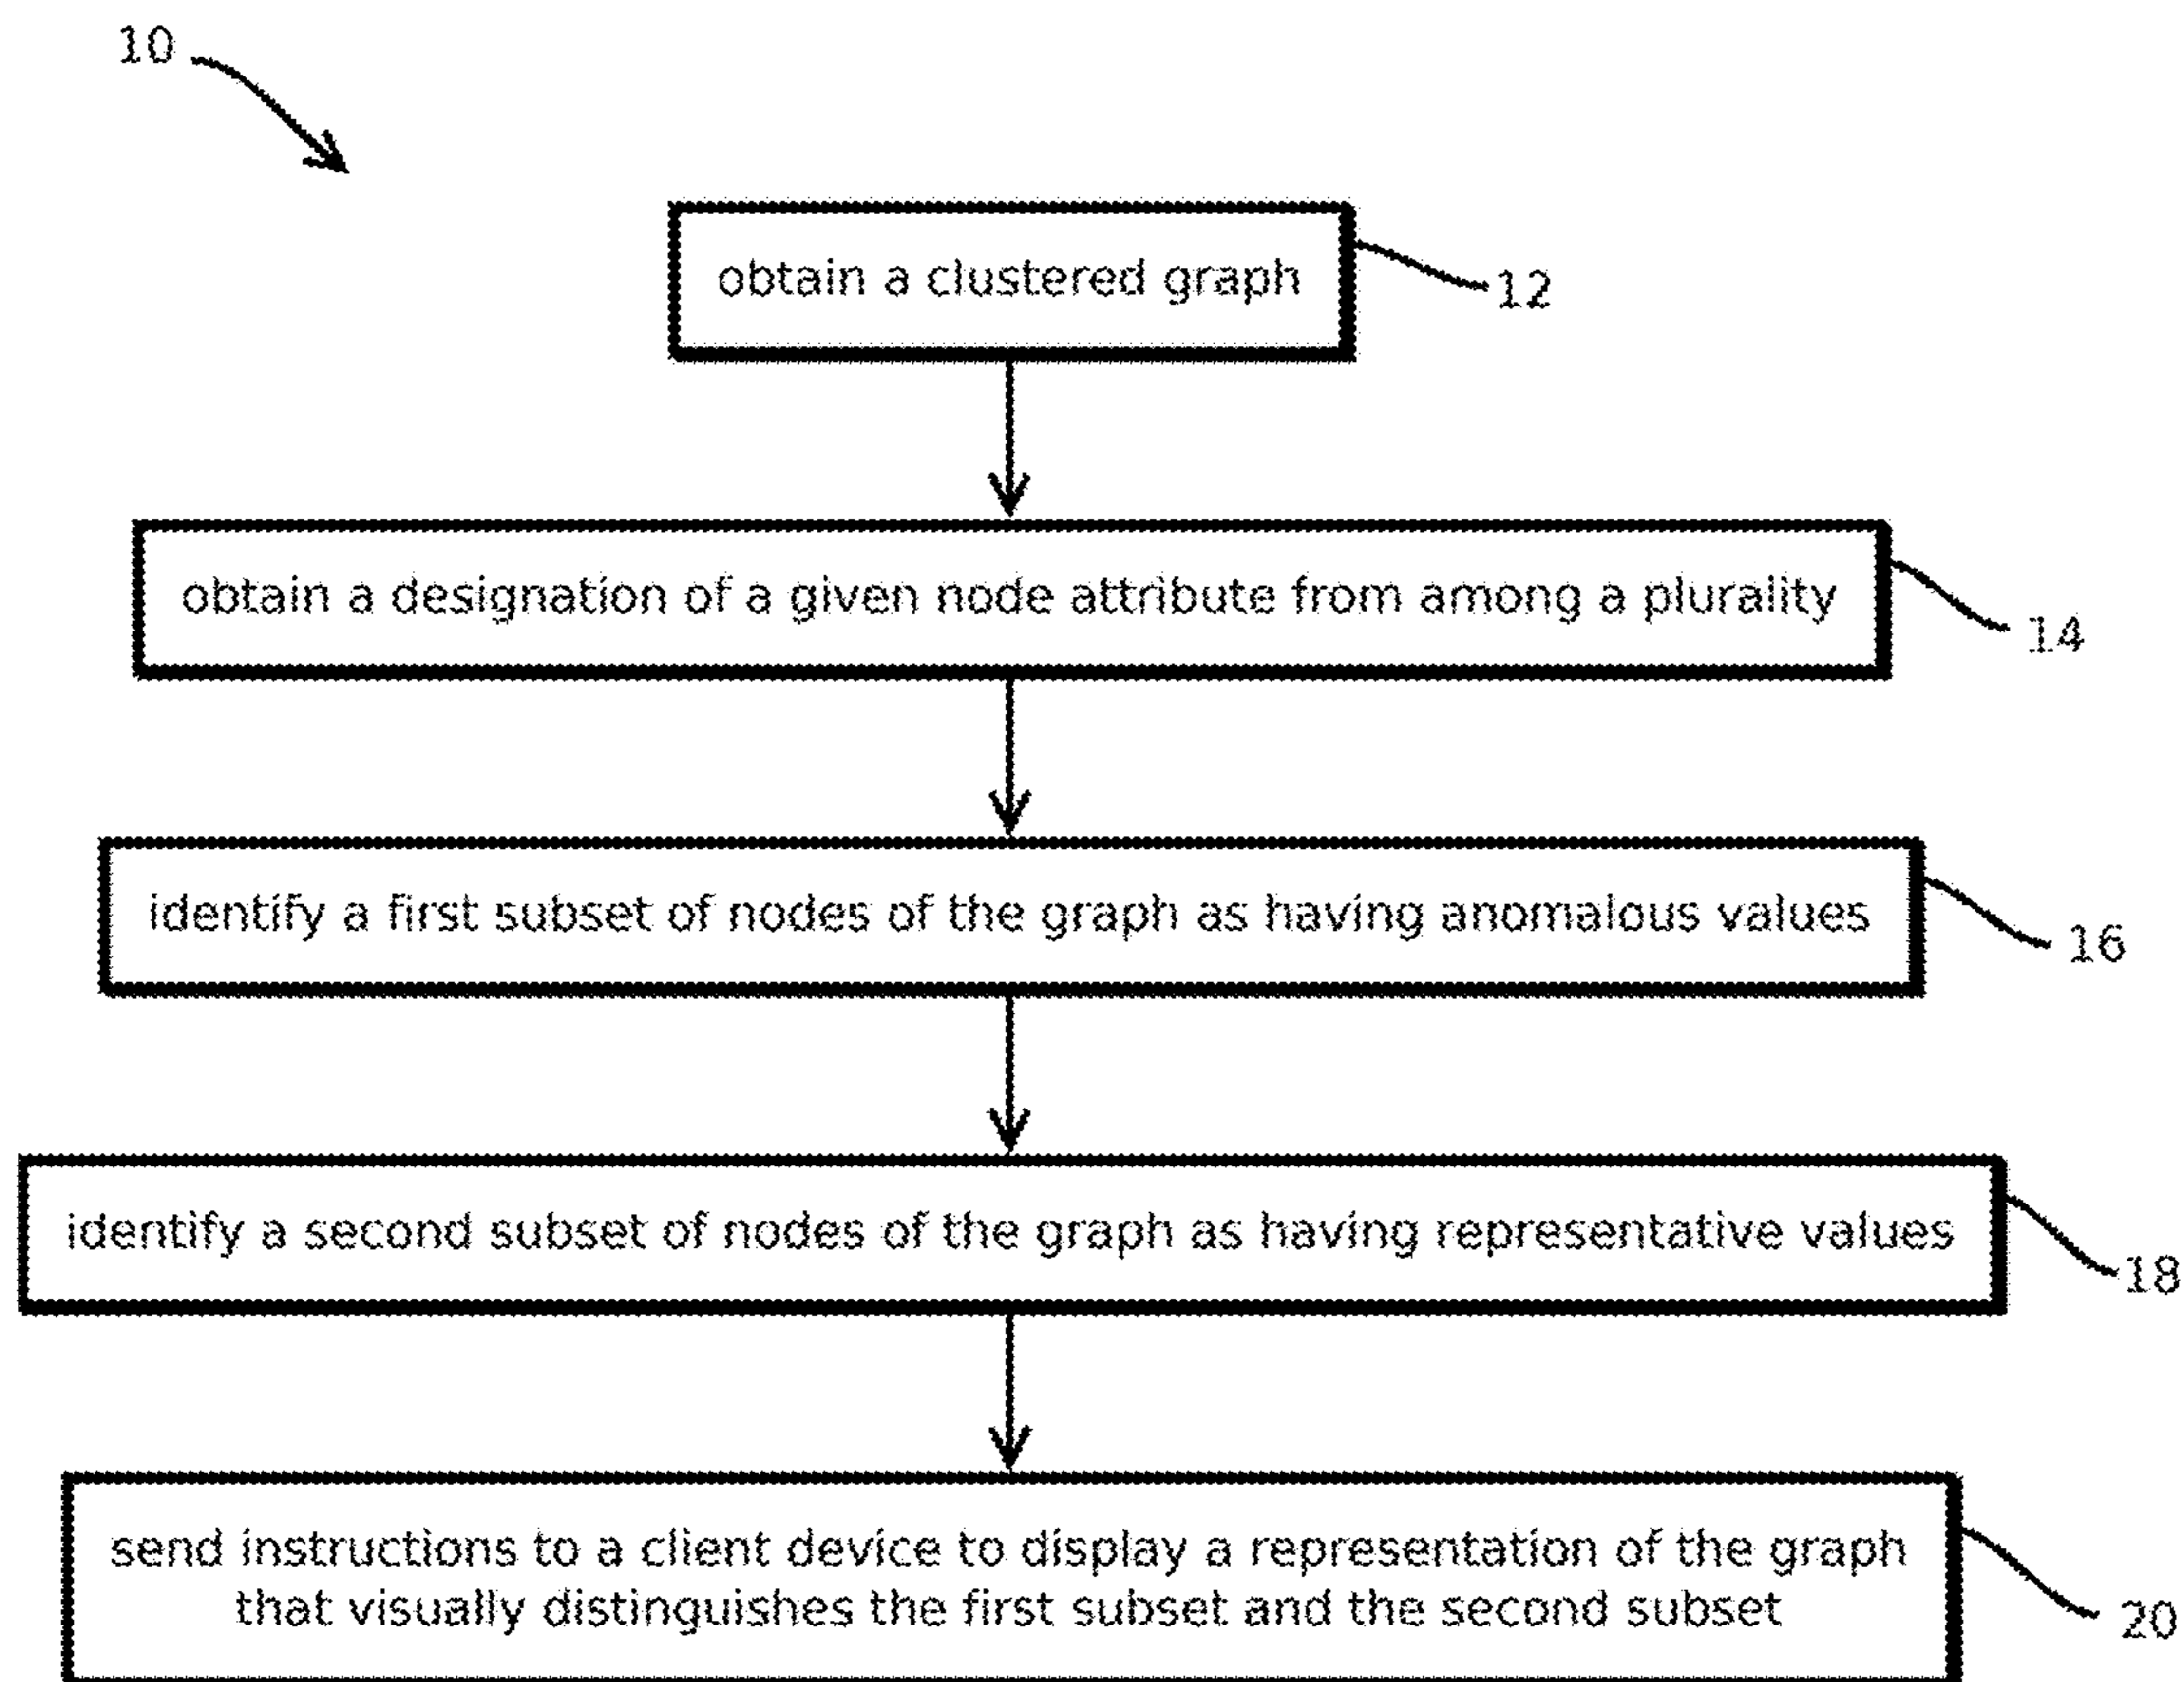 10
obtain a clustered graph
12
obtain a designation of a given node attribute from among a plurality
14
identify a first subset of nodes of the graph as having anomalous values
16
identify a second subset of nodes of the graph as having representative values
18
send instructions to a client device to display a representation of the graph
that visually distinguishes the first subset and the second subset
20